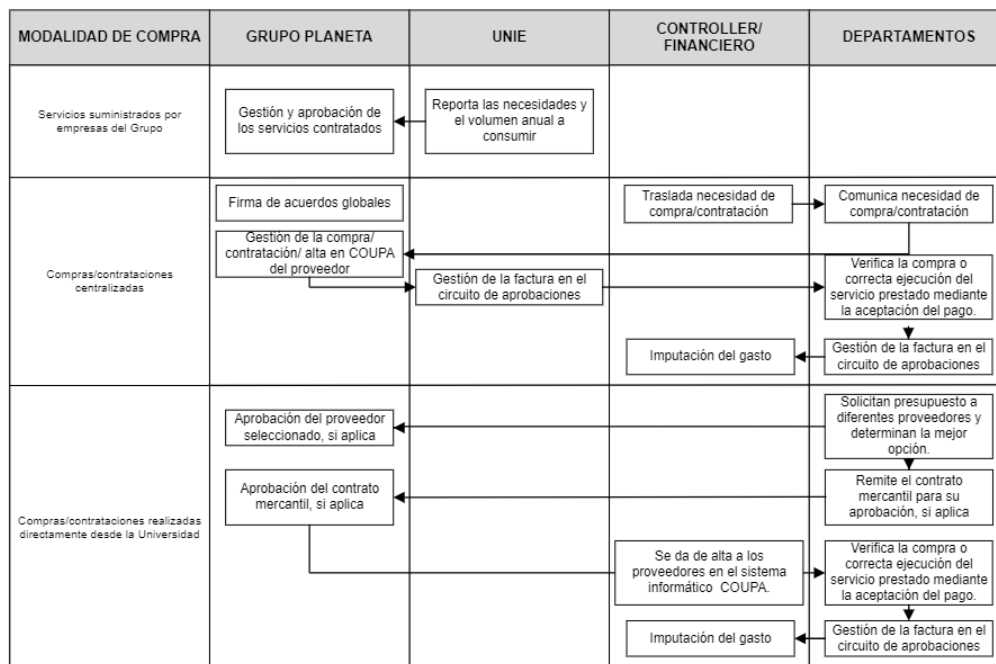 MODALIDAD DE COMPRA
GRUPO PLANETA
UNIE
CONTROLLER/
FINANCIERO
DEPARTAMENTOS
Servicios suministrados por
empresas del Grupo
Gestión y aprobación de
los servicios contratados
Reporta las necesidades y
el volumen anual a
consumir
Compras/contrataciones
centralizadas
Firma de acuerdos globales
Traslada necesidad de
compra/contratación
Comunica necesidad de
compra/contratación
Gestión de la compra/
contratación/ alta en COUPA
del proveedor
Gestión de la factura en el
circuito de aprobaciones
Verifica la compra o
correcta ejecución del
servicio prestado mediante
la aceptación del pago.
Imputación del gasto
Gestión de la factura en el
circuito de aprobaciones
Compras/contrataciones realizadas
directamente desde la Universidad
Aprobación del proveedor
seleccionado, si aplica
Solicitan presupuesto a
diferentes proveedores y
determinan la mejor
opción.
Aprobación del contrato
mercantil, si aplica
Remite el contrato
mercantil para su
aprobación, si aplica
Se da de alta a los
proveedores en el sistema
informático COUPA.
Verifica la compra o
correcta ejecución del
servicio prestado mediante
la aceptación del pago.
Imputación del gasto
Gestión de la factura en el
circuito de aprobaciones